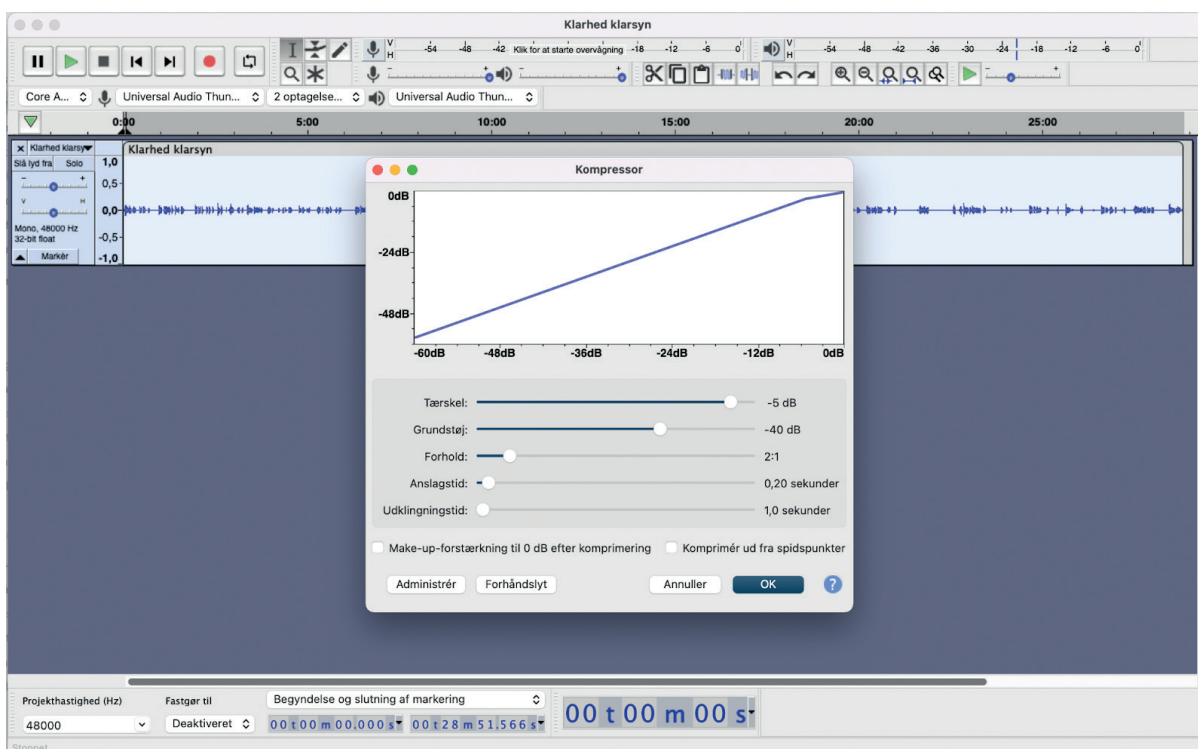 Klarhed klarsyn
V H -54 -48 -42 Klik for at starte overvågning -18 -12 -6 0
V H -54 -48 -42 -36 -30 -24 -18 -12 -6 0
Core A... Universal Audio Thun... 2 optagelse... Universal Audio Thun...
0:00 5:00 10:00 15:00 20:00 25:00
x Klarhed klarsy
Klarhed klarsyn
Slå lyd fra Solo
- +
V H
Mono, 48000 Hz
32-bit float
Markér
1,0
0,5
0,0
-0,5
-1,0
Kompressor
0dB
-24dB
-48dB
-60dB -48dB -36dB -24dB -12dB 0dB
Tærskel: -5 dB
Grundstøj: -40 dB
Forhold: 2:1
Anslagstid: 0,20 sekunder
Udklingningstid: 1,0 sekunder
Make-up-forstærkning til 0 dB efter komprimering Komprimér ud fra spidspunkter
Administrér Forhåndslyt Annuller OK ?
Projekthastighed (Hz) Fastgør til Begyndelse og slutning af markering
48000 Deaktiveret 00 t 00 m 00.000 s 00 t 28 m 51.566 s
00 t 00 m 00 s
Stoppet